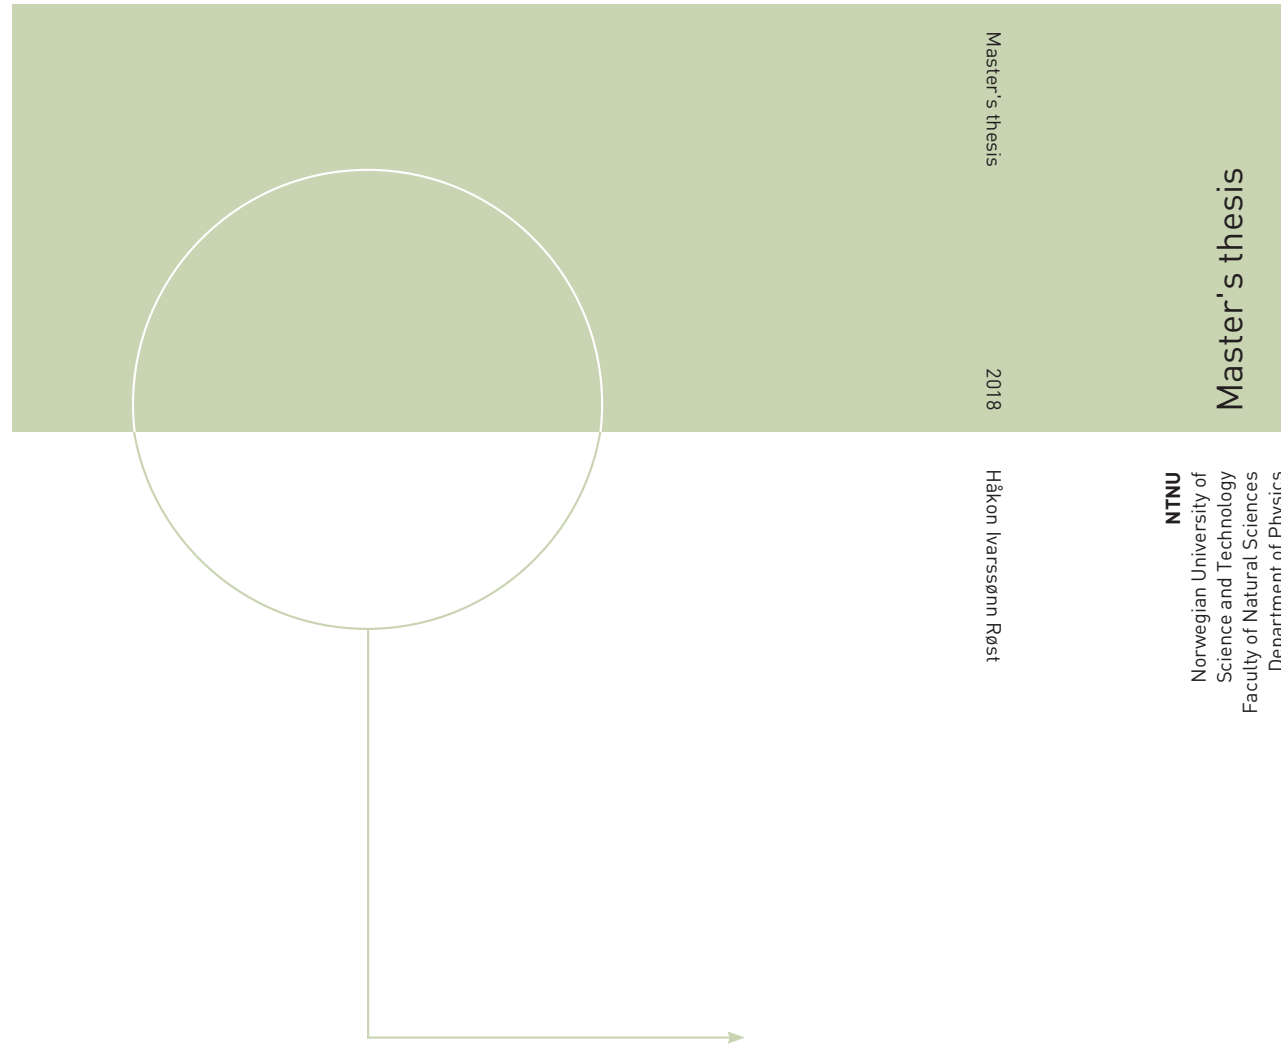 Master's thesis
2018
Håkon Ivarssønn Røst
Master's thesis
NTNU
Norwegian University of
Science and Technology
Faculty of Natural Sciences
Department of Physics